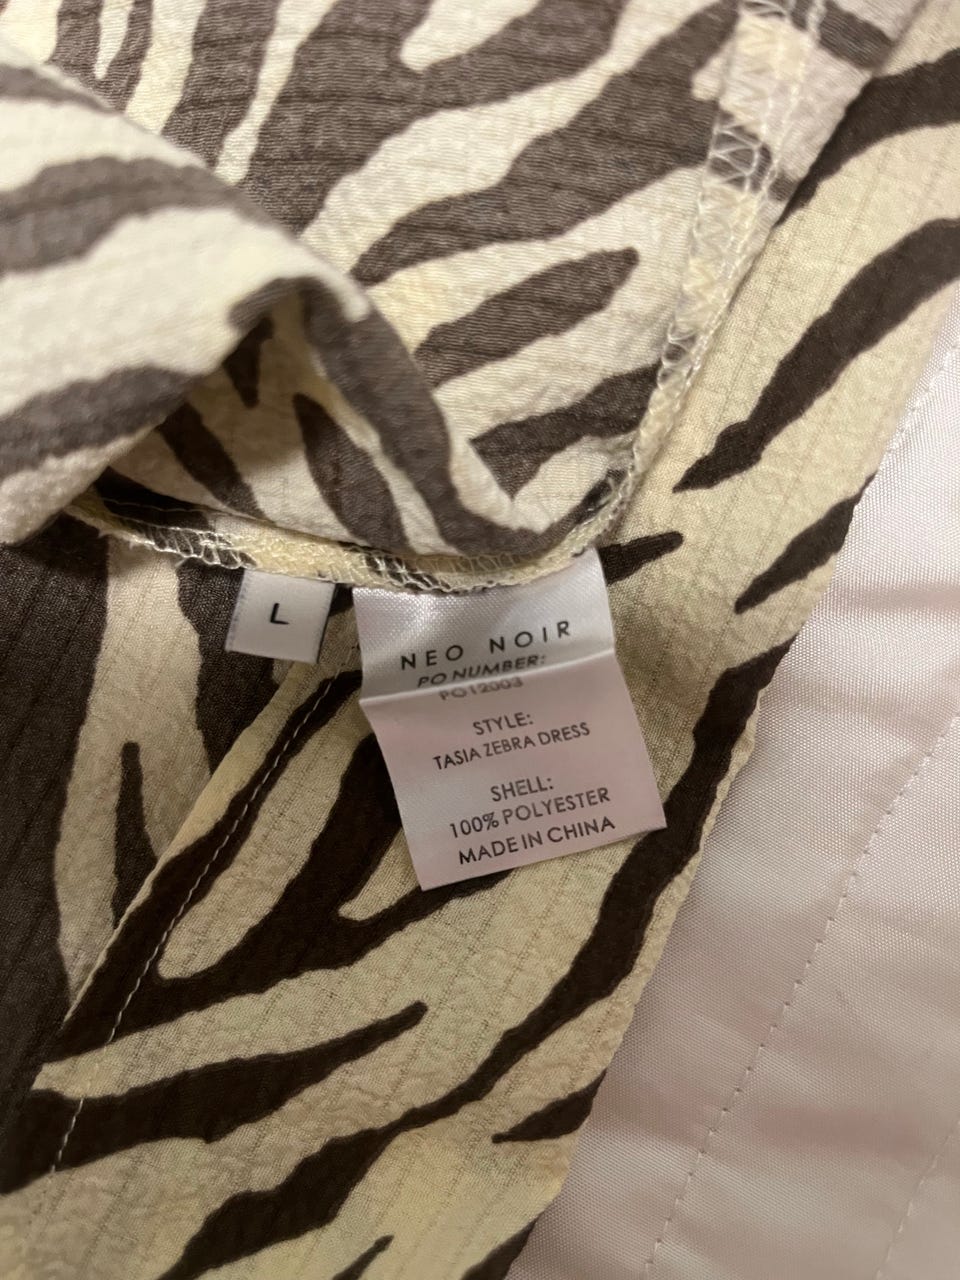 L
NEO NOIR
PO NUMBER:
PO12003
STYLE:
TASIA ZEBRA DRESS
SHELL:
100% POLYESTER
MADE IN CHINA